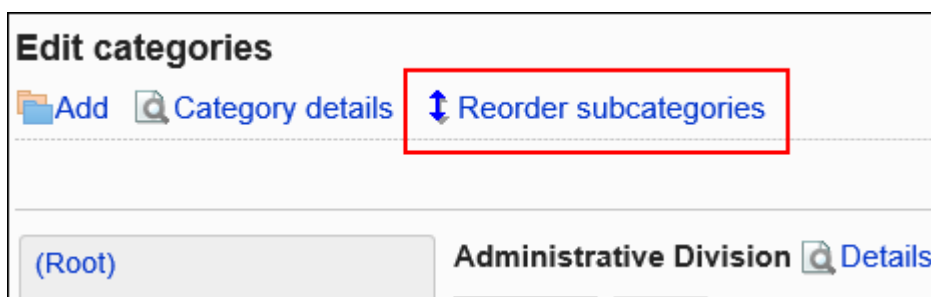 Edit categories
Add Category details Reorder subcategories
(Root) Administrative Division Details